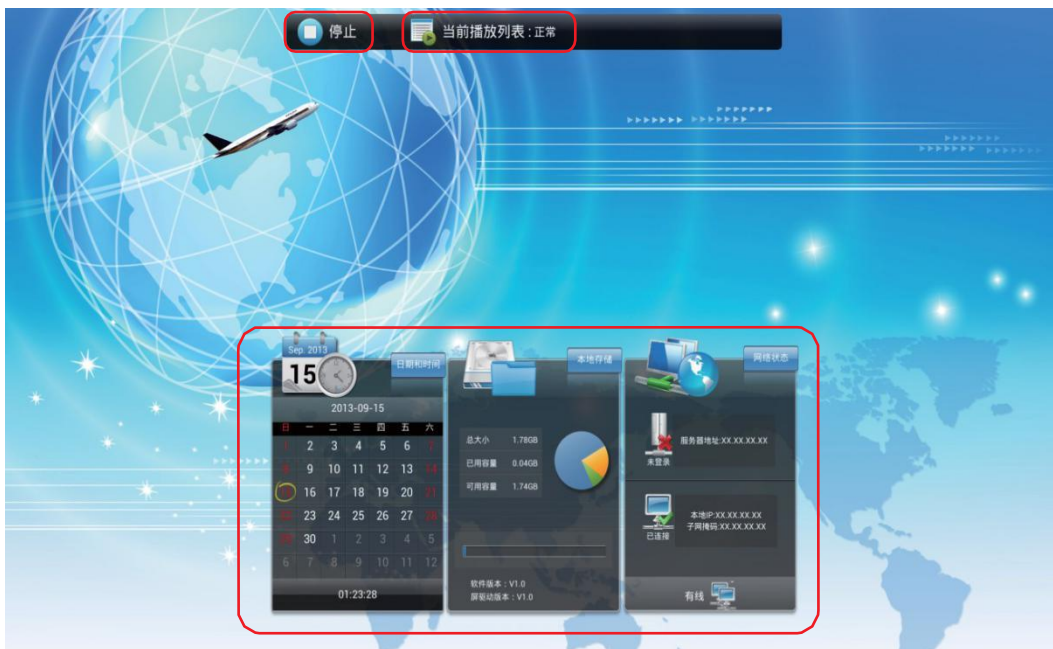 停止
当前播放列表 : 正常
Sep. 2013
15
日期和时间
2013-09-15
日 一 二 三 四 五 六
1 2 3 4 5 6 7
8 9 10 11 12 13 14
15 16 17 18 19 20 21
22 23 24 25 26 27 28
29 30 1 2 3 4 5
6 7 8 9 10 11 12
01:23:28
本地存储
总大小 1.78GB
已用容量 0.04GB
可用容量 1.74GB
软件版本 : V1.0
屏驱动版本 : V1.0
网络状态
服务器地址:XX.XX.XX.XX
未登录
本地IP:XX.XX.XX.XX
子网掩码:XX.XX.XX.XX
已连接
有线